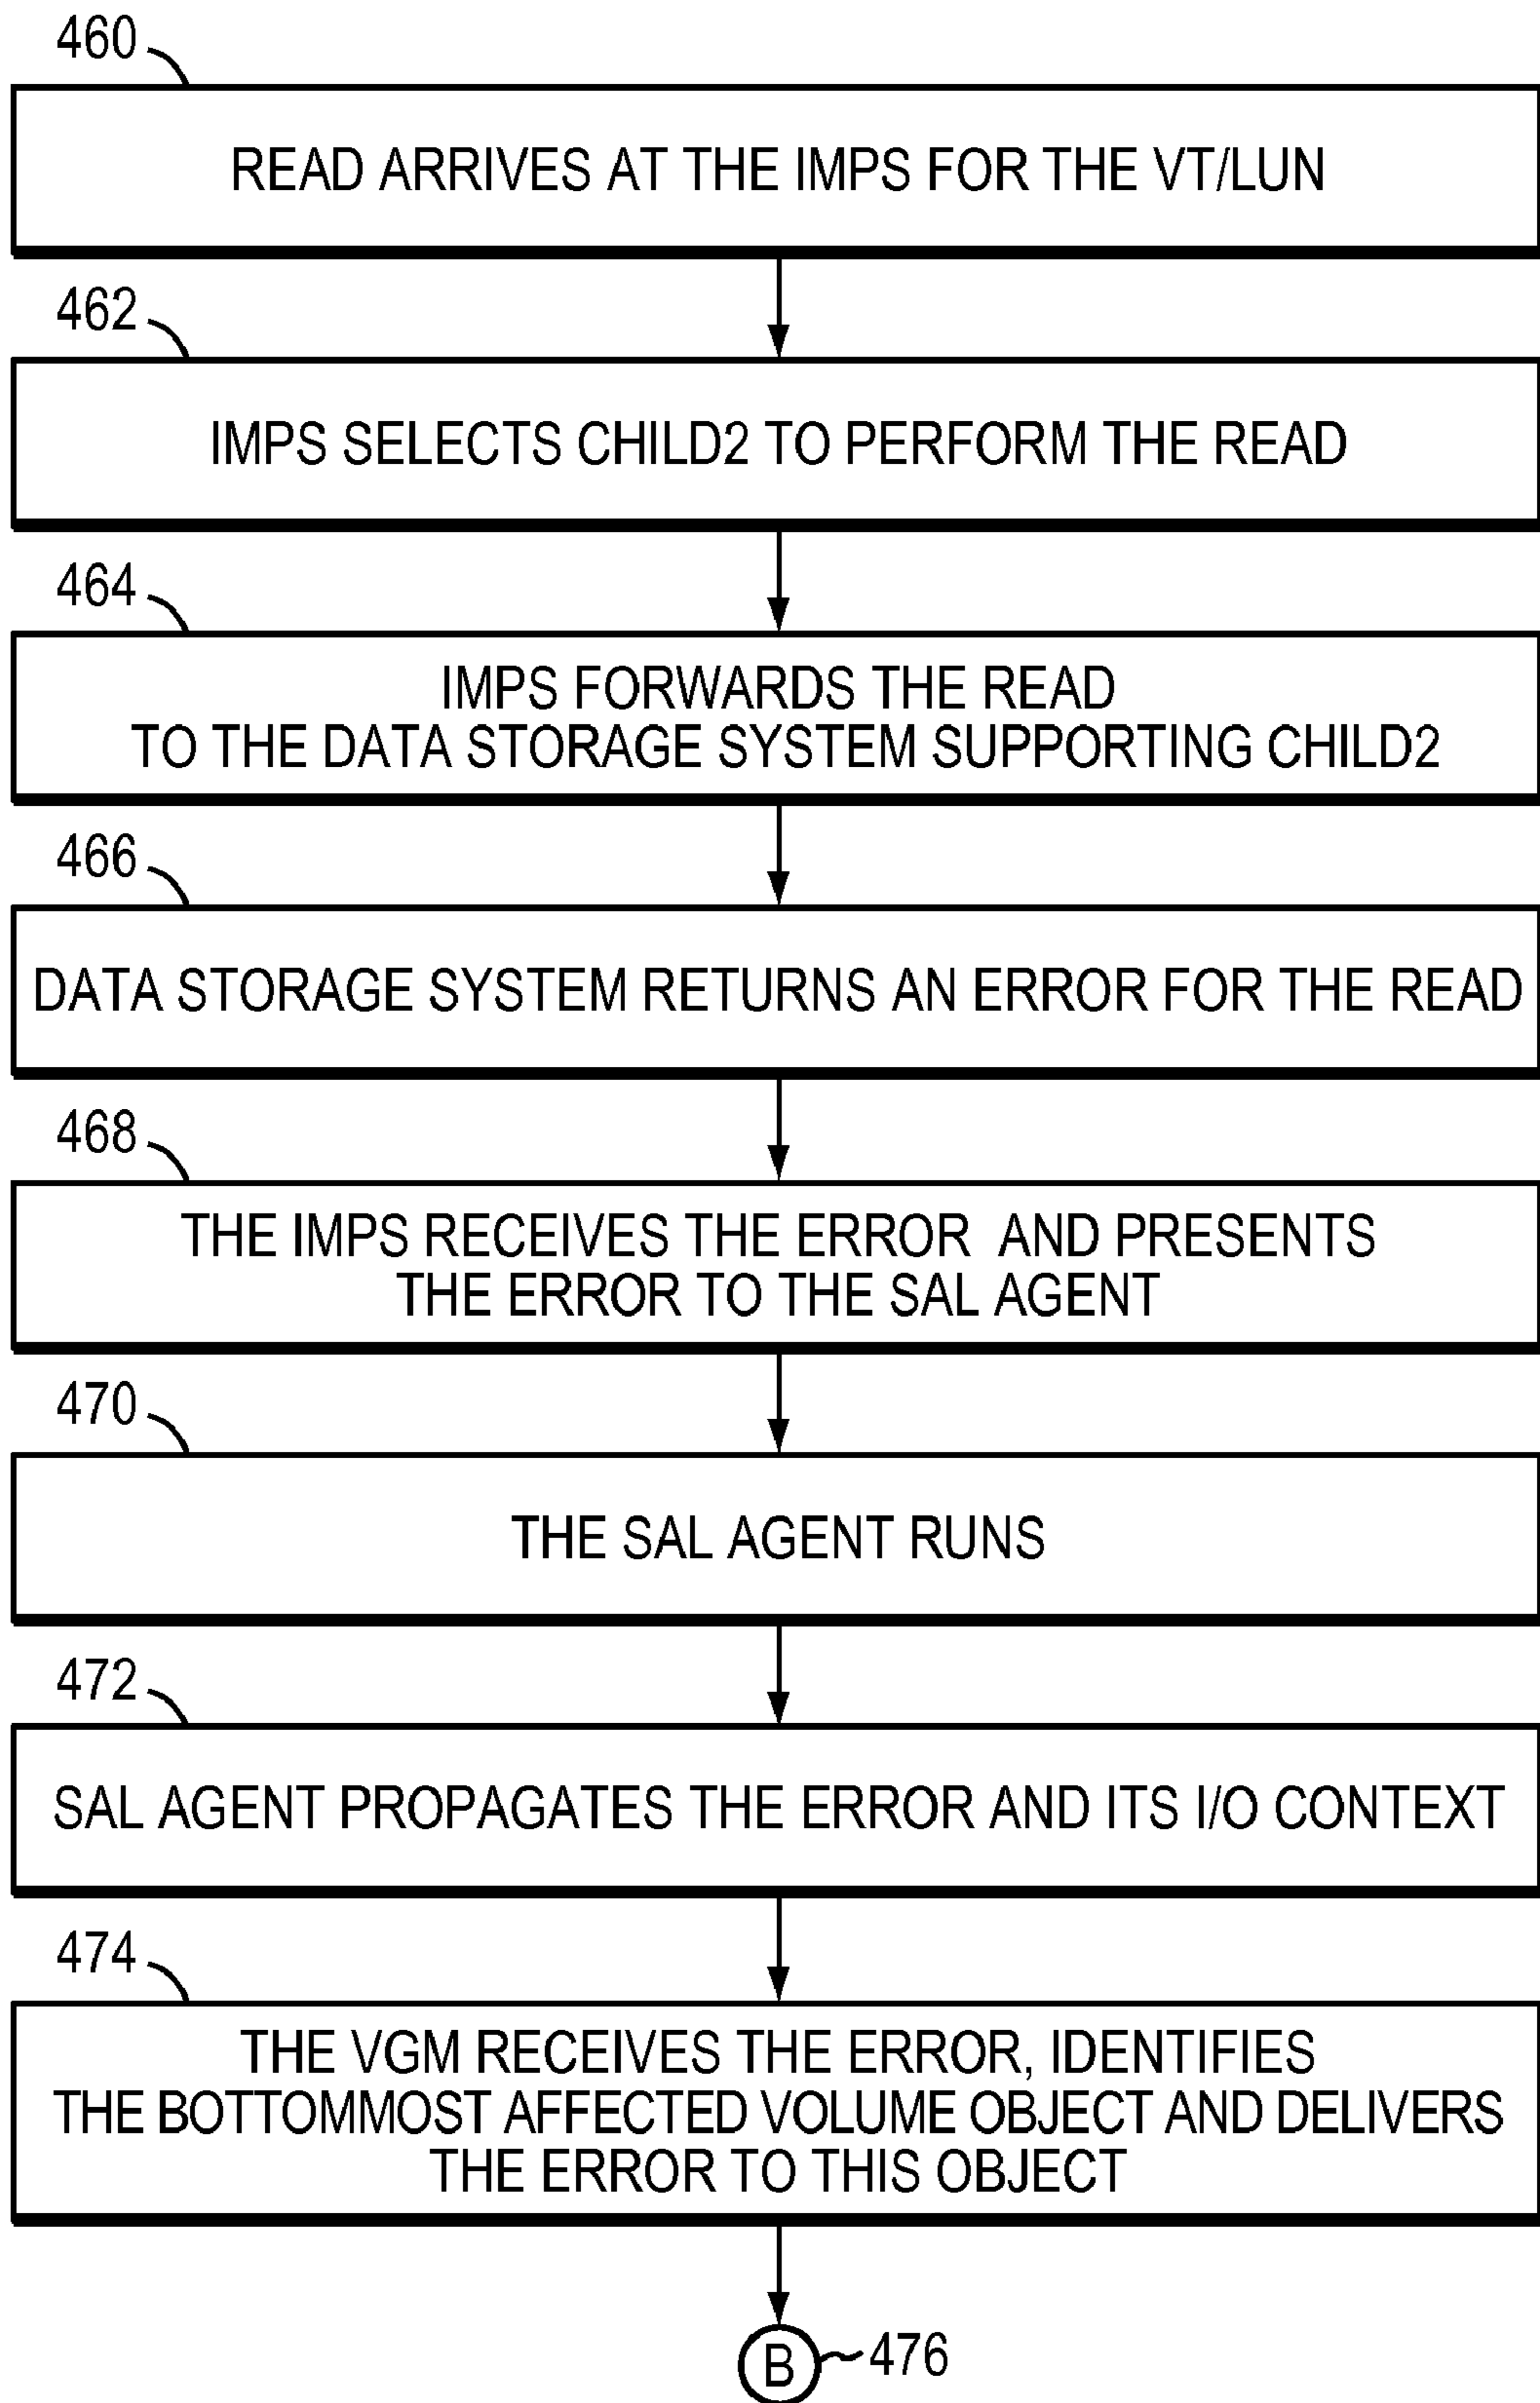 460
READ ARRIVES AT THE IMPS FOR THE VT/LUN
462
IMPS SELECTS CHILD2 TO PERFORM THE READ
464
IMPS FORWARDS THE READ
TO THE DATA STORAGE SYSTEM SUPPORTING CHILD2
466
DATA STORAGE SYSTEM RETURNS AN ERROR FOR THE READ
468
THE IMPS RECEIVES THE ERROR AND PRESENTS
THE ERROR TO THE SAL AGENT
470
THE SAL AGENT RUNS
472
SAL AGENT PROPAGATES THE ERROR AND ITS I/O CONTEXT
474
THE VGM RECEIVES THE ERROR, IDENTIFIES
THE BOTTOMMOST AFFECTED VOLUME OBJECT AND DELIVERS
THE ERROR TO THIS OBJECT
B 476